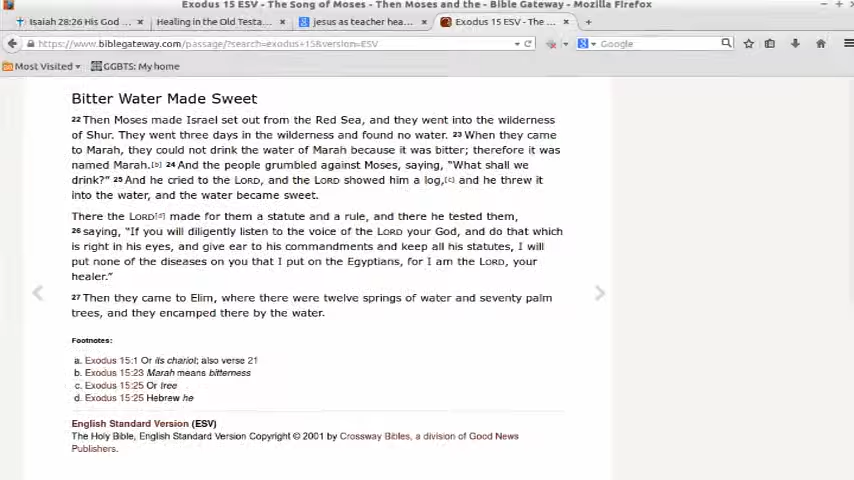 Exodus 15 ESV - The Song of Moses - Then Moses and the - Bible Gateway - Mozilla Firefox
Isaiah 28:26 His God ...
Healing in the Old Testa...
jesus as teacher hea...
Exodus 15 ESV - The ...
https://www.biblegateway.com/passage/?search=exodus+15&version=ESV
Google
Most Visited
GGBTS: My home
Bitter Water Made Sweet
22 Then Moses made Israel set out from the Red Sea, and they went into the wilderness
of Shur. They went three days in the wilderness and found no water. 23 When they came
to Marah, they could not drink the water of Marah because it was bitter; therefore it was
named Marah.[b] 24 And the people grumbled against Moses, saying, “What shall we
drink?” 25 And he cried to the LORD, and the LORD showed him a log,[c] and he threw it
into the water, and the water became sweet.
There the LORD[d] made for them a statute and a rule, and there he tested them,
26 saying, “If you will diligently listen to the voice of the LORD your God, and do that which
is right in his eyes, and give ear to his commandments and keep all his statutes, I will
put none of the diseases on you that I put on the Egyptians, for I am the LORD, your
healer.”
27 Then they came to Elim, where there were twelve springs of water and seventy palm
trees, and they encamped there by the water.
Footnotes:
a. Exodus 15:1 Or its chariot; also verse 21
b. Exodus 15:23 Marah means bitterness
c. Exodus 15:25 Or tree
d. Exodus 15:25 Hebrew he
English Standard Version (ESV)
The Holy Bible, English Standard Version Copyright © 2001 by Crossway Bibles, a division of Good News
Publishers.